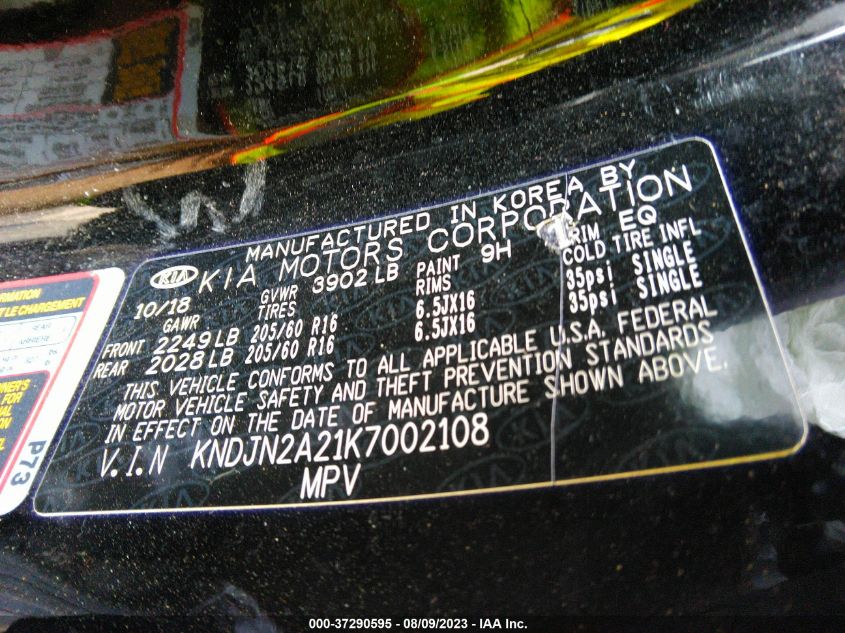 MANUFACTURED IN KOREA BY
KIA KIA MOTORS CORPORATION
10/18 GVWR 3902 LB PAINT 9H TRIM EQ
GAWR TIRES RIMS COLD TIRE INFL
FRONT 2249 LB 205/60 R16 6.5JX16 35psi SINGLE
REAR 2028 LB 205/60 R16 6.5JX16 35psi SINGLE
THIS VEHICLE CONFORMS TO ALL APPLICABLE U.S.A. FEDERAL
MOTOR VEHICLE SAFETY AND THEFT PREVENTION STANDARDS
IN EFFECT ON THE DATE OF MANUFACTURE SHOWN ABOVE.
V.I.N KNDJN2A21K7002108
MPV
P73
000-37290595 - 08/09/2023 - IAA Inc.